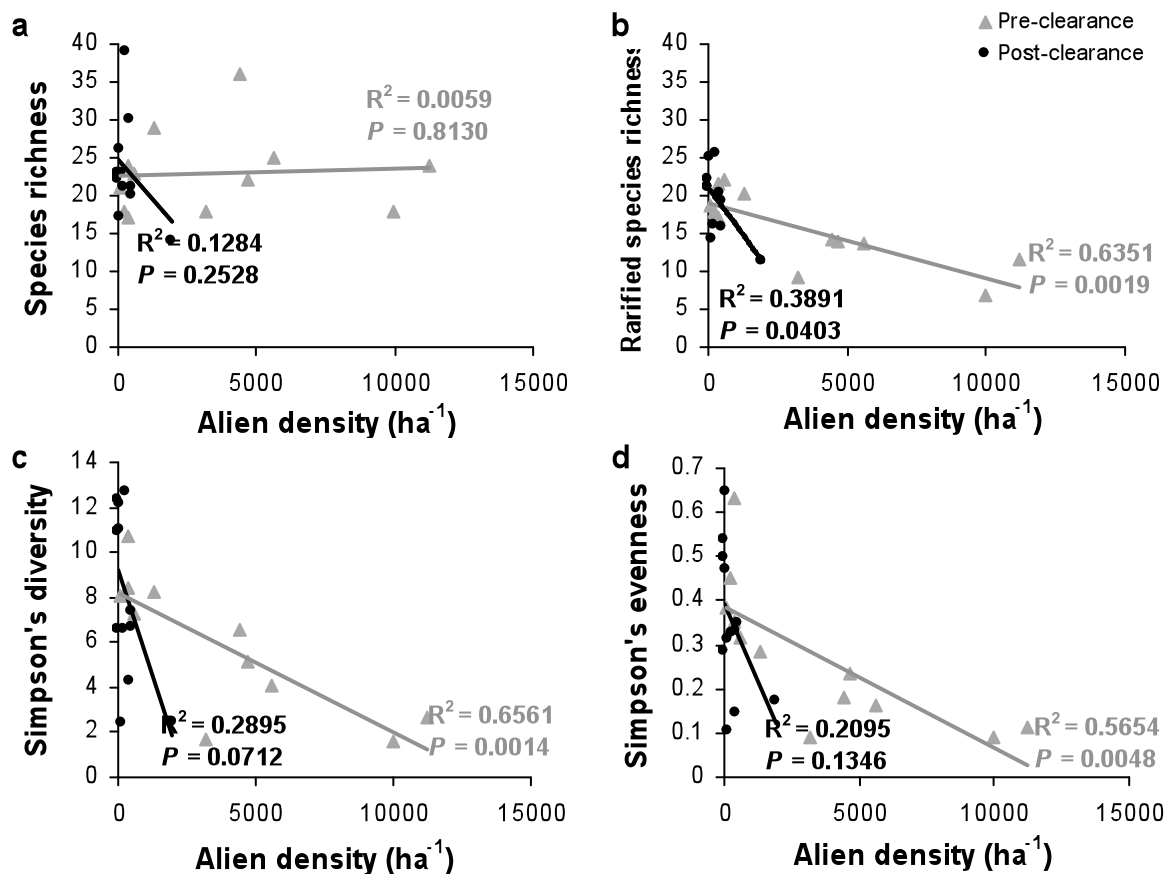 a
Species richness
40
35
30
25
20
15
10
5
0
R² = 0.0059
P = 0.8130
R² = 0.1284
P = 0.2528
0 5000 10000 15000
Alien density (ha⁻¹)
b
Pre-clearance
Post-clearance
Rarified species richness
40
35
30
25
20
15
10
5
0
R² = 0.6351
P = 0.0019
R² = 0.3891
P = 0.0403
0 5000 10000 15000
Alien density (ha⁻¹)
c
Simpson's diversity
14
12
10
8
6
4
2
0
R² = 0.2895
P = 0.0712
R² = 0.6561
P = 0.0014
0 5000 10000 15000
Alien density (ha⁻¹)
d
Simpson's evenness
0.7
0.6
0.5
0.4
0.3
0.2
0.1
0
R² = 0.2095
P = 0.1346
R² = 0.5654
P = 0.0048
0 5000 10000 15000
Alien density (ha⁻¹)